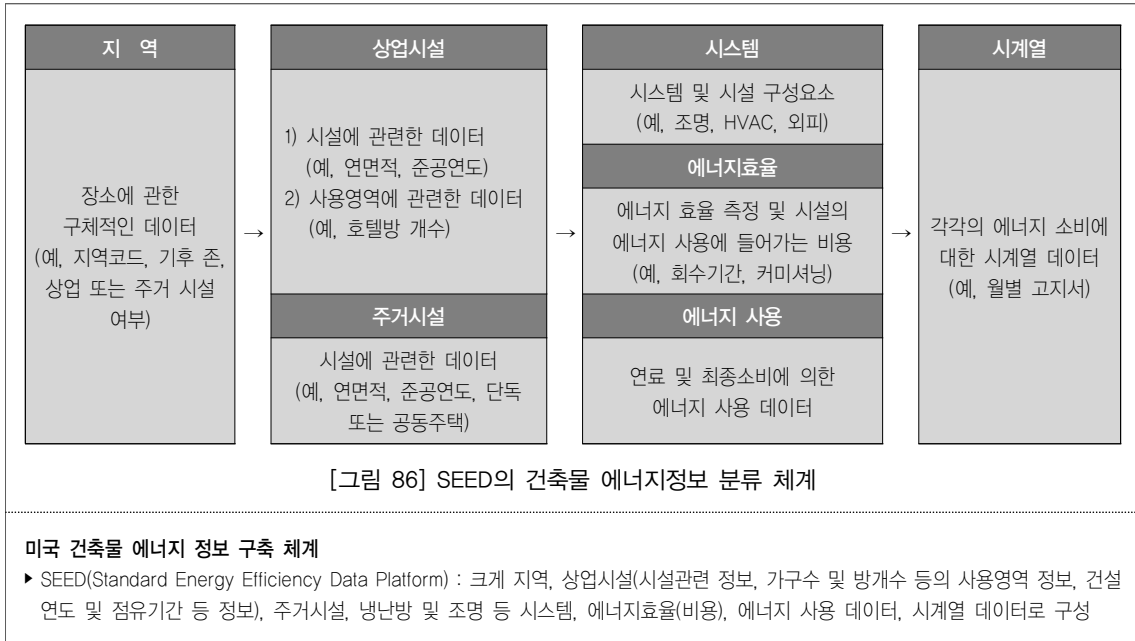 지 역
장소에 관한
구체적인 데이터
(예, 지역코드, 기후 존,
상업 또는 주거 시설
여부)
→
상업시설
1) 시설에 관련한 데이터
(예, 연면적, 준공연도)
2) 사용영역에 관련한 데이터
(예, 호텔방 개수)
주거시설
시설에 관련한 데이터
(예, 연면적, 준공연도, 단독
또는 공동주택)
→
시스템
시스템 및 시설 구성요소
(예, 조명, HVAC, 외피)
에너지효율
에너지 효율 측정 및 시설의
에너지 사용에 들어가는 비용
(예, 회수기간, 커미셔닝)
에너지 사용
연료 및 최종소비에 의한
에너지 사용 데이터
→
시계열
각각의 에너지 소비에
대한 시계열 데이터
(예, 월별 고지서)
[그림 86] SEED의 건축물 에너지정보 분류 체계
미국 건축물 에너지 정보 구축 체계
▶ SEED(Standard Energy Efficiency Data Platform) : 크게 지역, 상업시설(시설관련 정보, 가구수 및 방개수 등의 사용영역 정보, 건설
연도 및 점유기간 등 정보), 주거시설, 냉난방 및 조명 등 시스템, 에너지효율(비용), 에너지 사용 데이터, 시계열 데이터로 구성